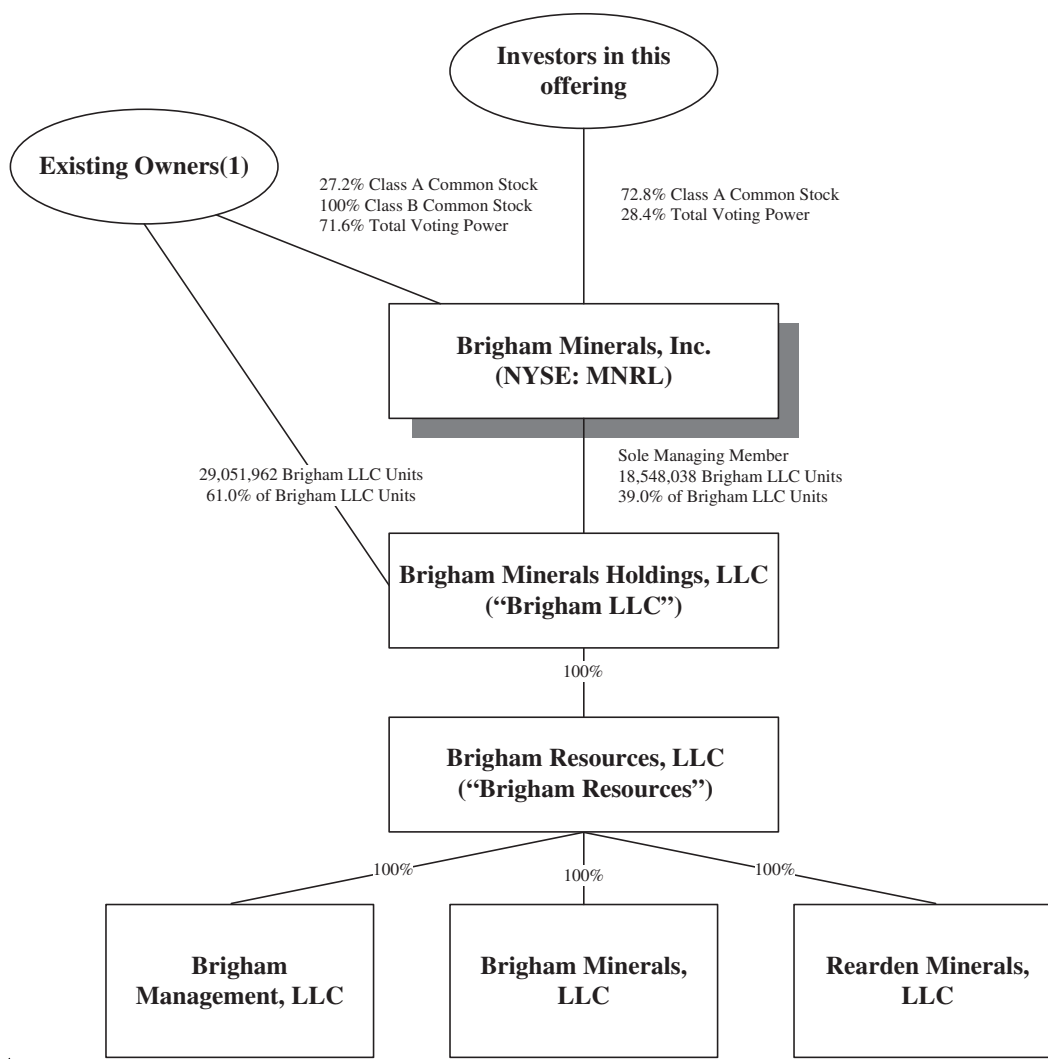 Investors in this
offering
Existing Owners(1)
27.2% Class A Common Stock
100% Class B Common Stock
71.6% Total Voting Power
72.8% Class A Common Stock
28.4% Total Voting Power
Brigham Minerals, Inc.
(NYSE: MNRL)
29,051,962 Brigham LLC Units
61.0% of Brigham LLC Units
Sole Managing Member
18,548,038 Brigham LLC Units
39.0% of Brigham LLC Units
Brigham Minerals Holdings, LLC
(“Brigham LLC”)
100%
Brigham Resources, LLC
(“Brigham Resources”)
100%
100%
100%
Brigham
Management, LLC
Brigham Minerals,
LLC
Rearden Minerals,
LLC